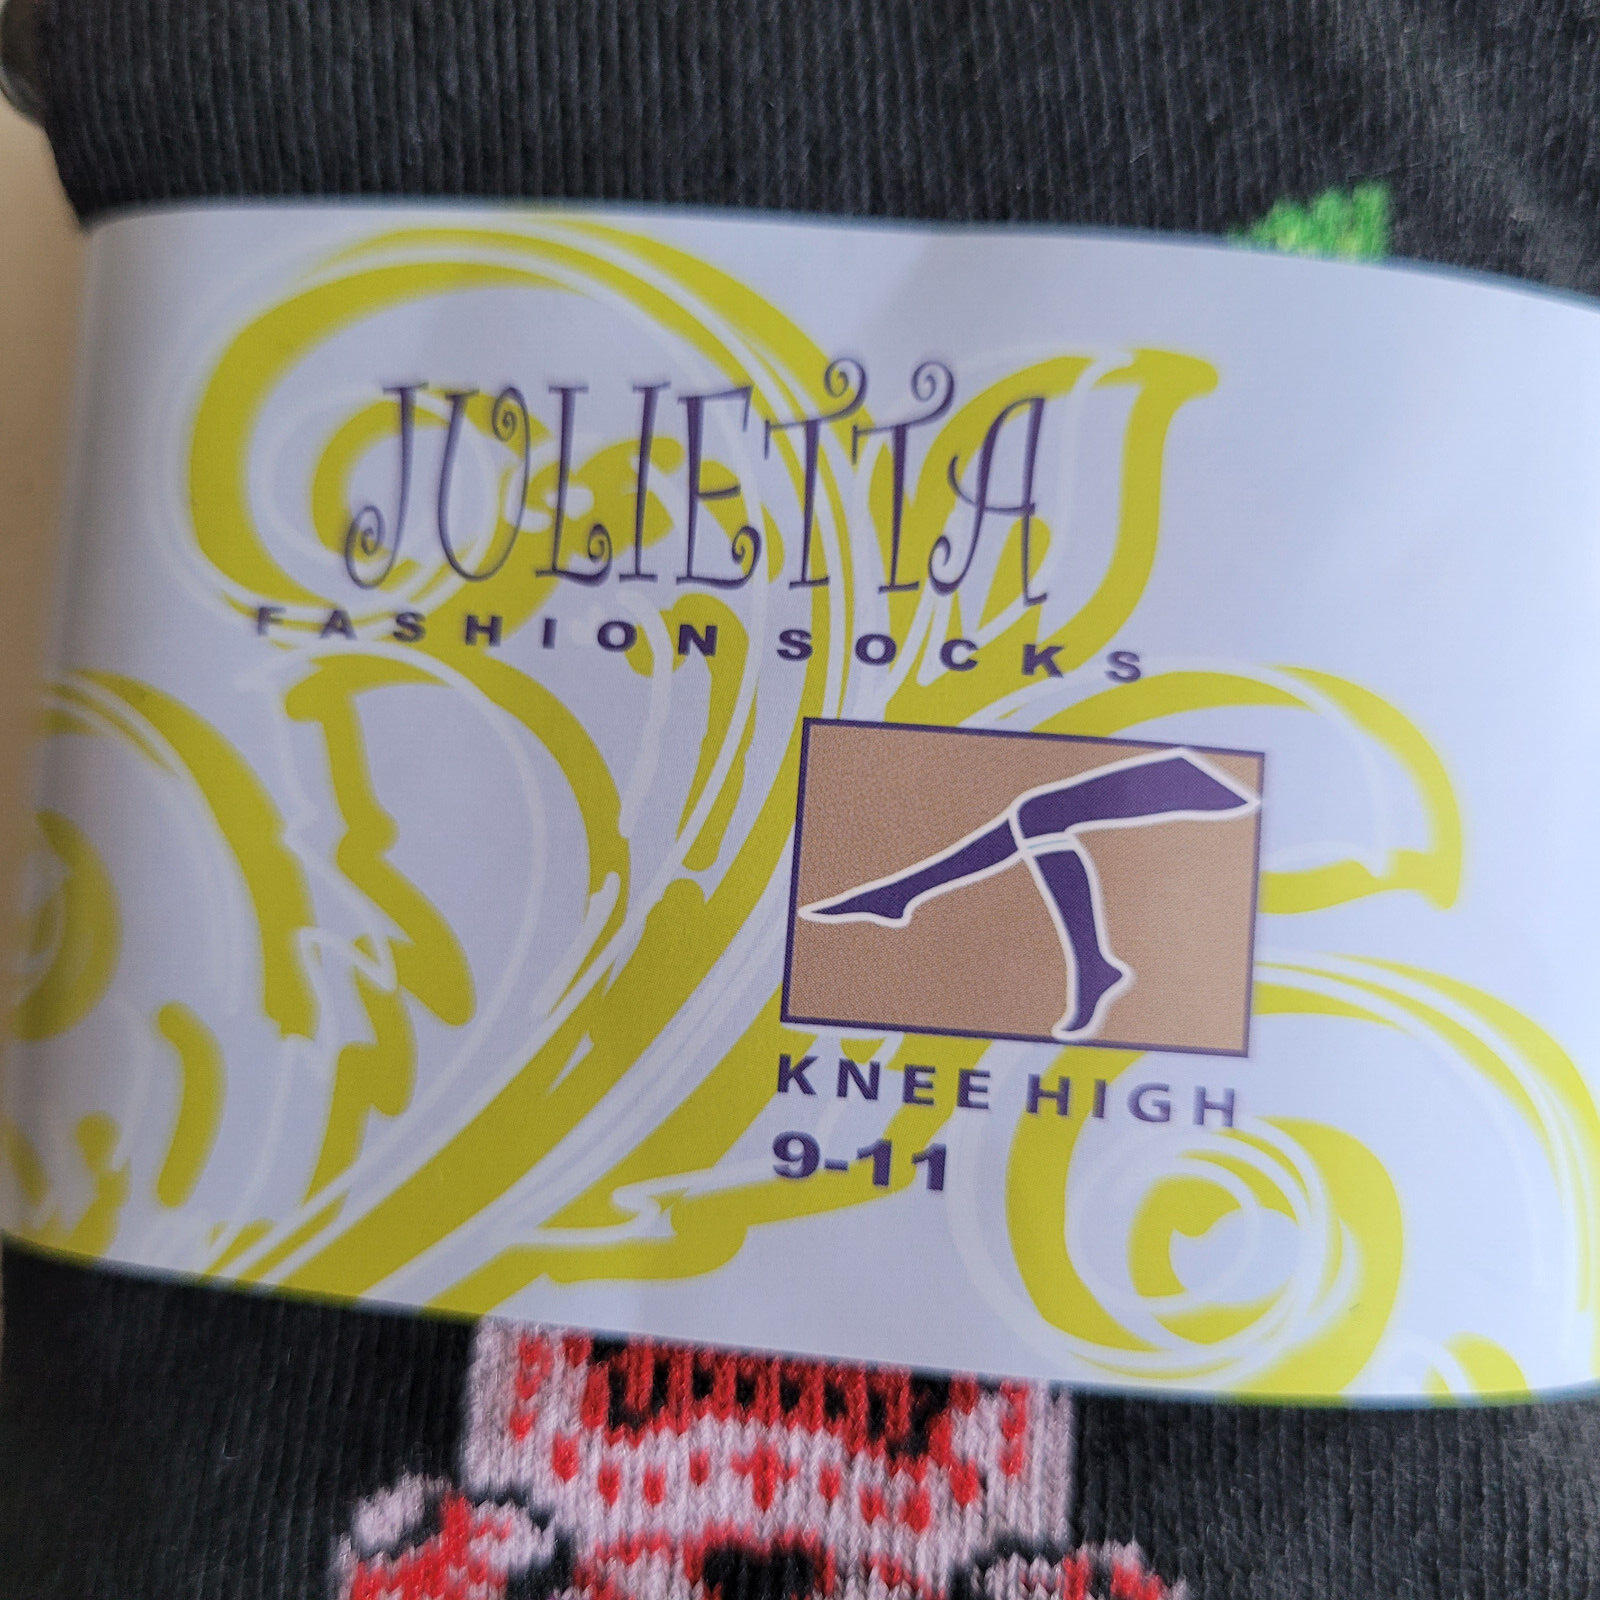 JULIETTA
FASHION SOCKS
KNEE HIGH
9-11